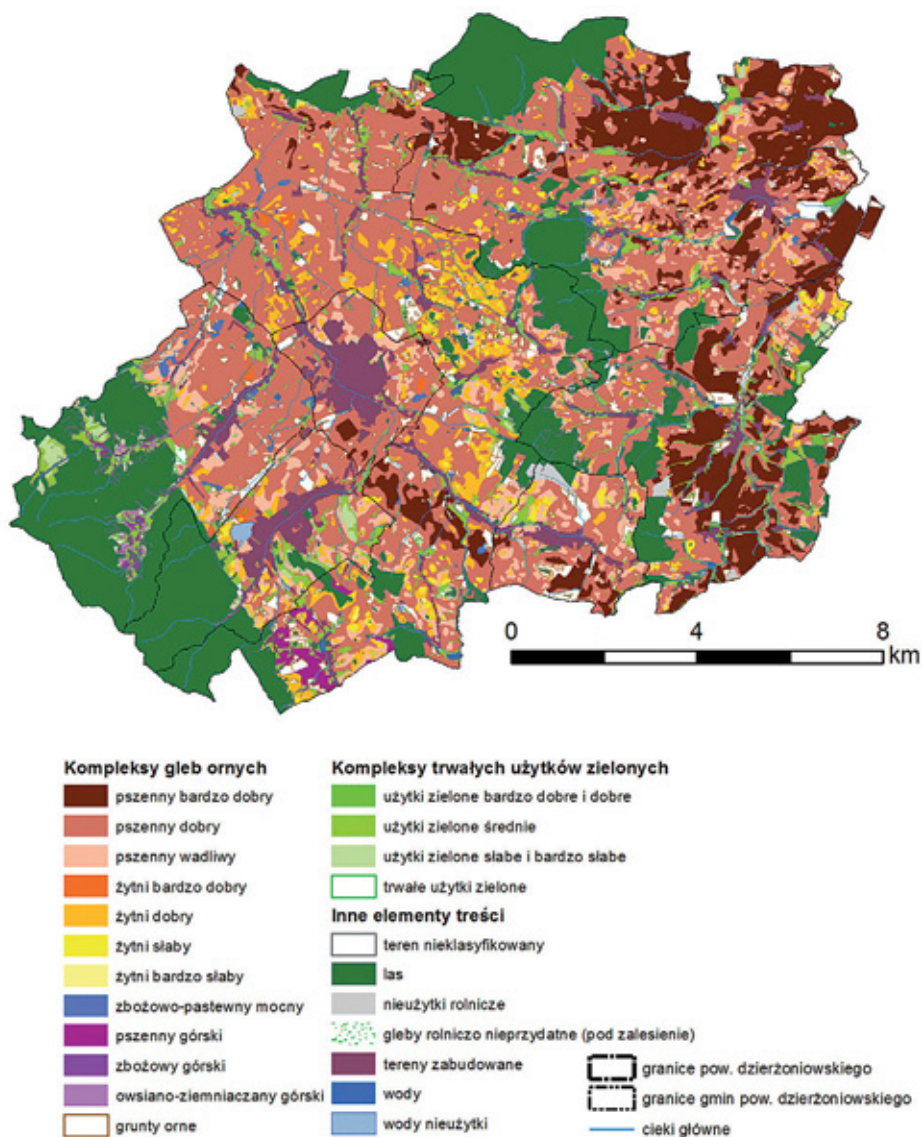 0 4 8
km
Kompleksy gleb ornych
pszenny bardzo dobry
pszenny dobry
pszenny wadliwy
żytni bardzo dobry
żytni dobry
żytni słaby
żytni bardzo słaby
zbożowo-pastewny mocny
pszenny górski
zbożowy górski
owsiano-ziemniaczany górski
grunty orne
Kompleksy trwałych użytków zielonych
użytki zielone bardzo dobre i dobre
użytki zielone średnie
użytki zielone słabe i bardzo słabe
trwałe użytki zielone
Inne elementy treści
teren nieklasyfikowany
las
nieużytki rolnicze
gleby rolniczo nieprzydatne (pod zalesienie)
tereny zabudowane
wody
wody nieużytki
granice pow. dzierżoniowskiego
granice gmin pow. dzierżoniowskiego
cieki główne